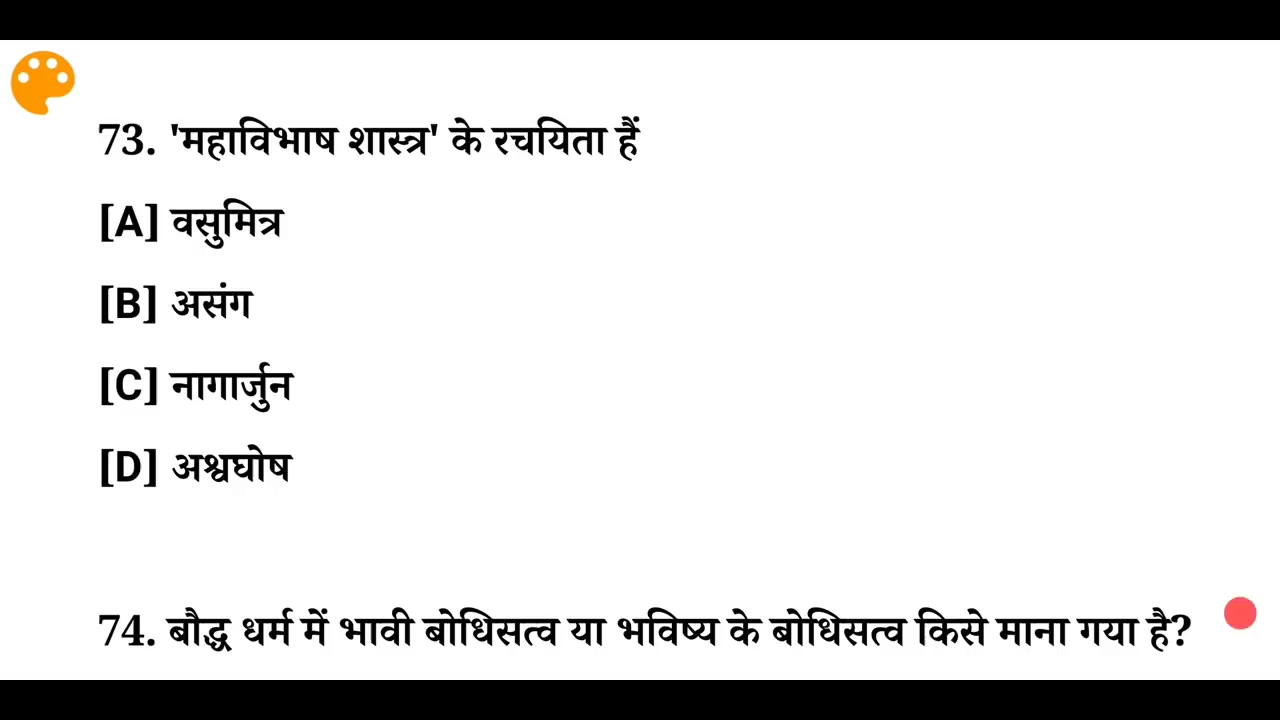 73. 'महाविभाष शास्त्र' के रचयिता हैं
[A] वसुमित्र
[B] असंग
[C] नागार्जुन
[D] अश्वघोष
74. बौद्ध धर्म में भावी बोधिसत्व या भविष्य के बोधिसत्व किसे माना गया है?